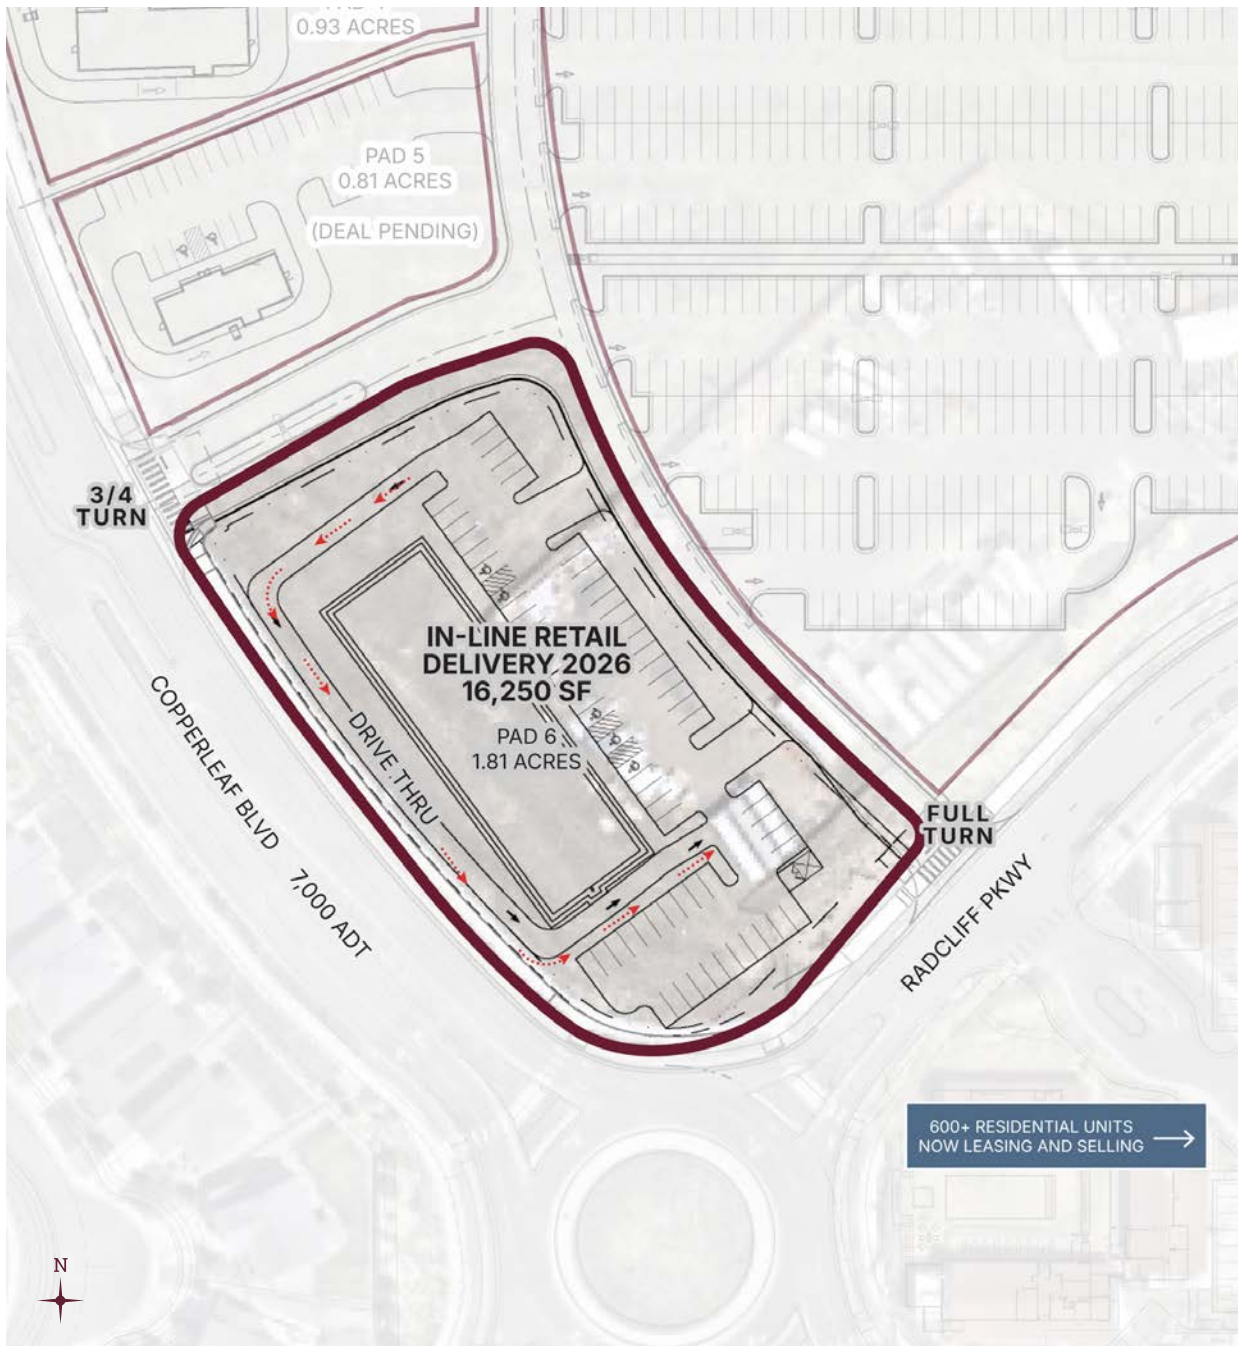 0.93 ACRES
PAD 5
0.81 ACRES
(DEAL PENDING)
3/4
TURN
IN-LINE RETAIL
DELIVERY 2026
16,250 SF
PAD 6
1.81 ACRES
DRIVE THRU
COPPERLEAF BLVD 7,000 ADT
FULL
TURN
RADCLIFF PKWY
600+ RESIDENTIAL UNITS
NOW LEASING AND SELLING
N